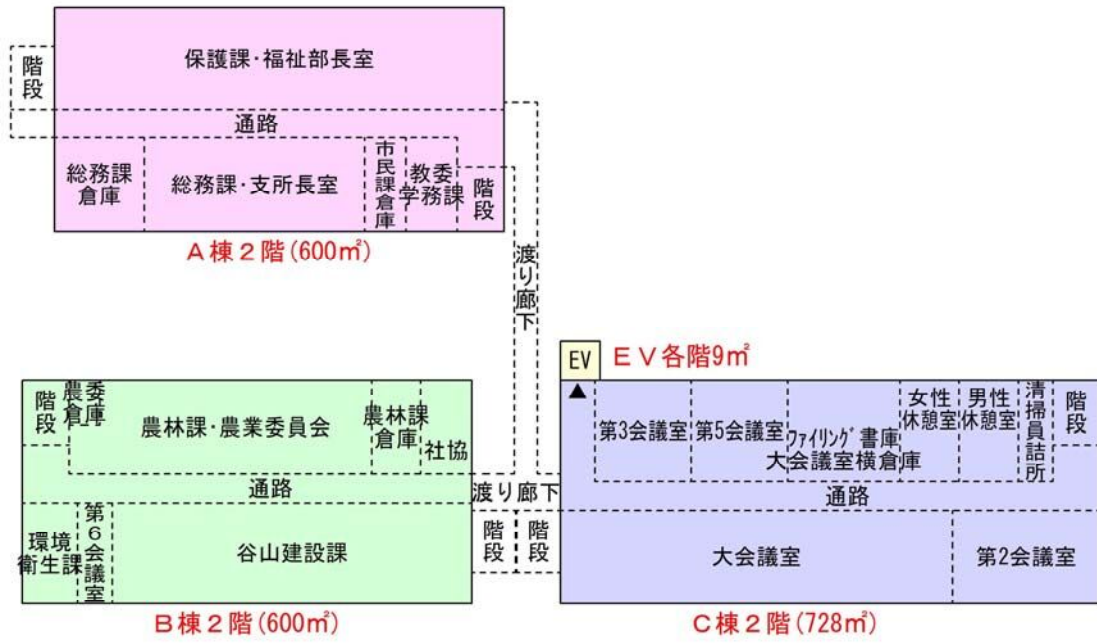 保護課・福祉部長室
階段
通路
総務課
倉庫
総務課・支所長室
市民課倉庫
教委
学務課
階段
A棟2階(600㎡)
渡り廊下
EV
EV各階9㎡
▲
階段
農委
倉庫
農林課・農業委員会
農林課
倉庫
社協
通路
環境
衛生課
第6会議室
谷山建設課
B棟2階(600㎡)
渡り廊下
階段
階段
第3会議室
第5会議室
ファイリング書庫
大会議室横倉庫
女性
休憩室
男性
休憩室
清掃員詰所
階段
通路
大会議室
第2会議室
C棟2階(728㎡)